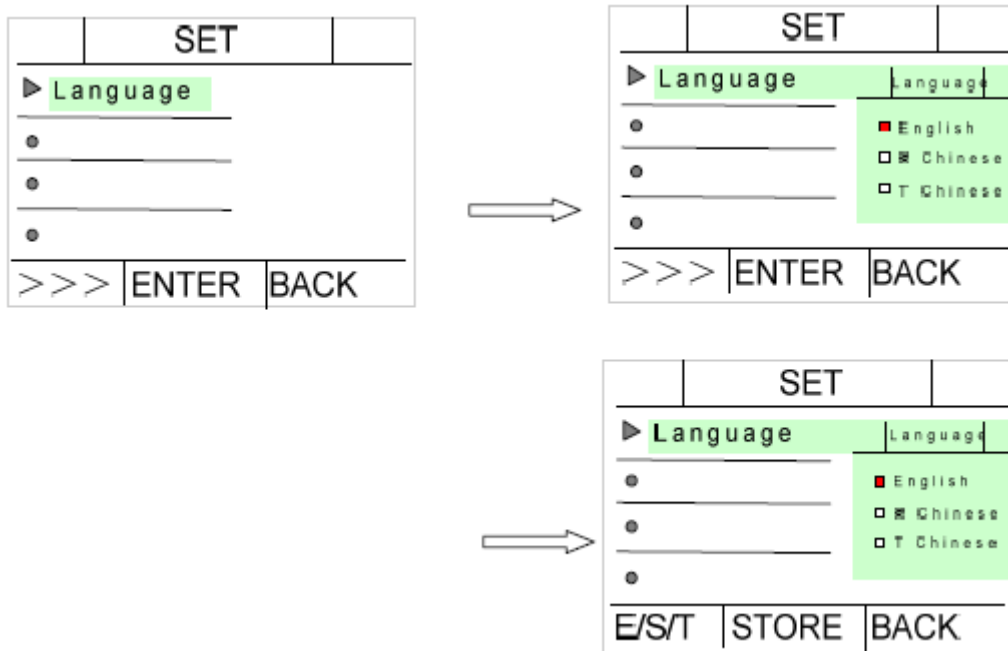 SET
Language
>>> ENTER BACK
SET
Language Language
English
Chinese
T Chinese
>>> ENTER BACK
SET
Language Language
English
Chinese
T Chinese
E/S/T STORE BACK